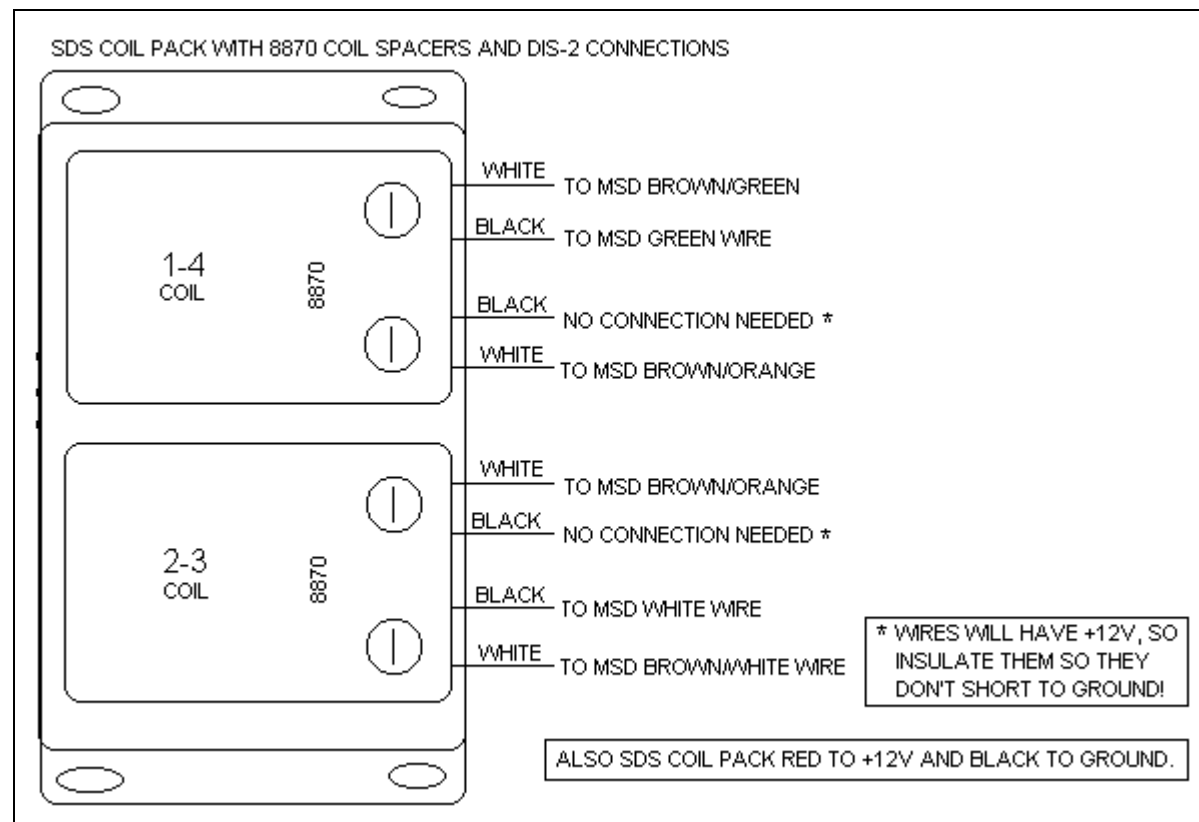 SDS COIL PACK WITH 8870 COIL SPACERS AND DIS-2 CONNECTIONS
WHITE TO MSD BROWN/GREEN
BLACK TO MSD GREEN WIRE
1-4
COIL
8870
BLACK NO CONNECTION NEEDED *
WHITE TO MSD BROWN/ORANGE
WHITE TO MSD BROWN/ORANGE
BLACK NO CONNECTION NEEDED *
2-3
COIL
8870
BLACK TO MSD WHITE WIRE
WHITE TO MSD BROWN/WHITE WIRE
* WIRES WILL HAVE +12V, SO
INSULATE THEM SO THEY
DON'T SHORT TO GROUND!
ALSO SDS COIL PACK RED TO +12V AND BLACK TO GROUND.